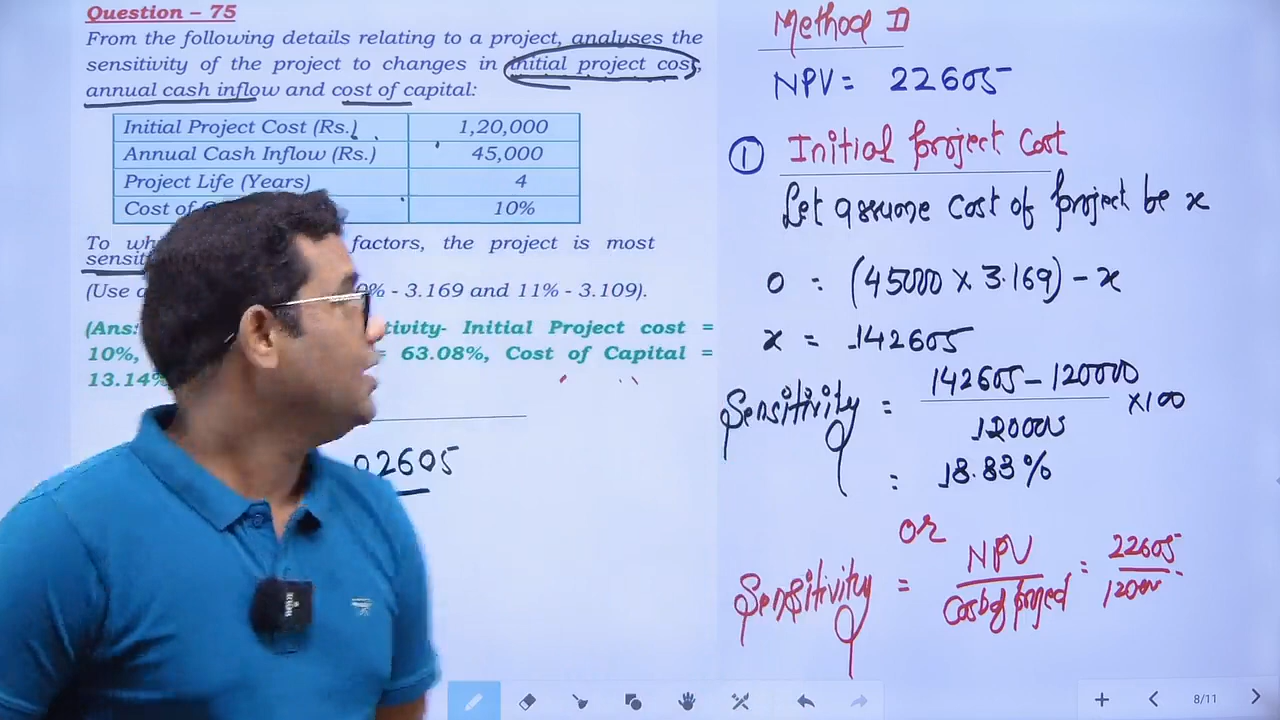 Question – 75
From the following details relating to a project, analyses the
sensitivity of the project to changes in initial project cost,
annual cash inflow and cost of capital:
Initial Project Cost (Rs.) 1,20,000
Annual Cash Inflow (Rs.) 45,000
Project Life (Years) 4
Cost of 10%
To factors, the project is most
(Use - 3.169 and 11% - 3.109).
(Ans: Initial Project cost =
10%, = 63.08%, Cost of Capital =
13.14%
02605
Method II
NPV = 22605
① Initial project Cost
Let assume cost of project be x
0 = (45000 × 3.169) – x
x = 142605
Sensitivity = 142605 – 120000
120000 ×100
= 18.83%
or
Sensitivity = NPV = 22605
Cost of project 12000
8/11